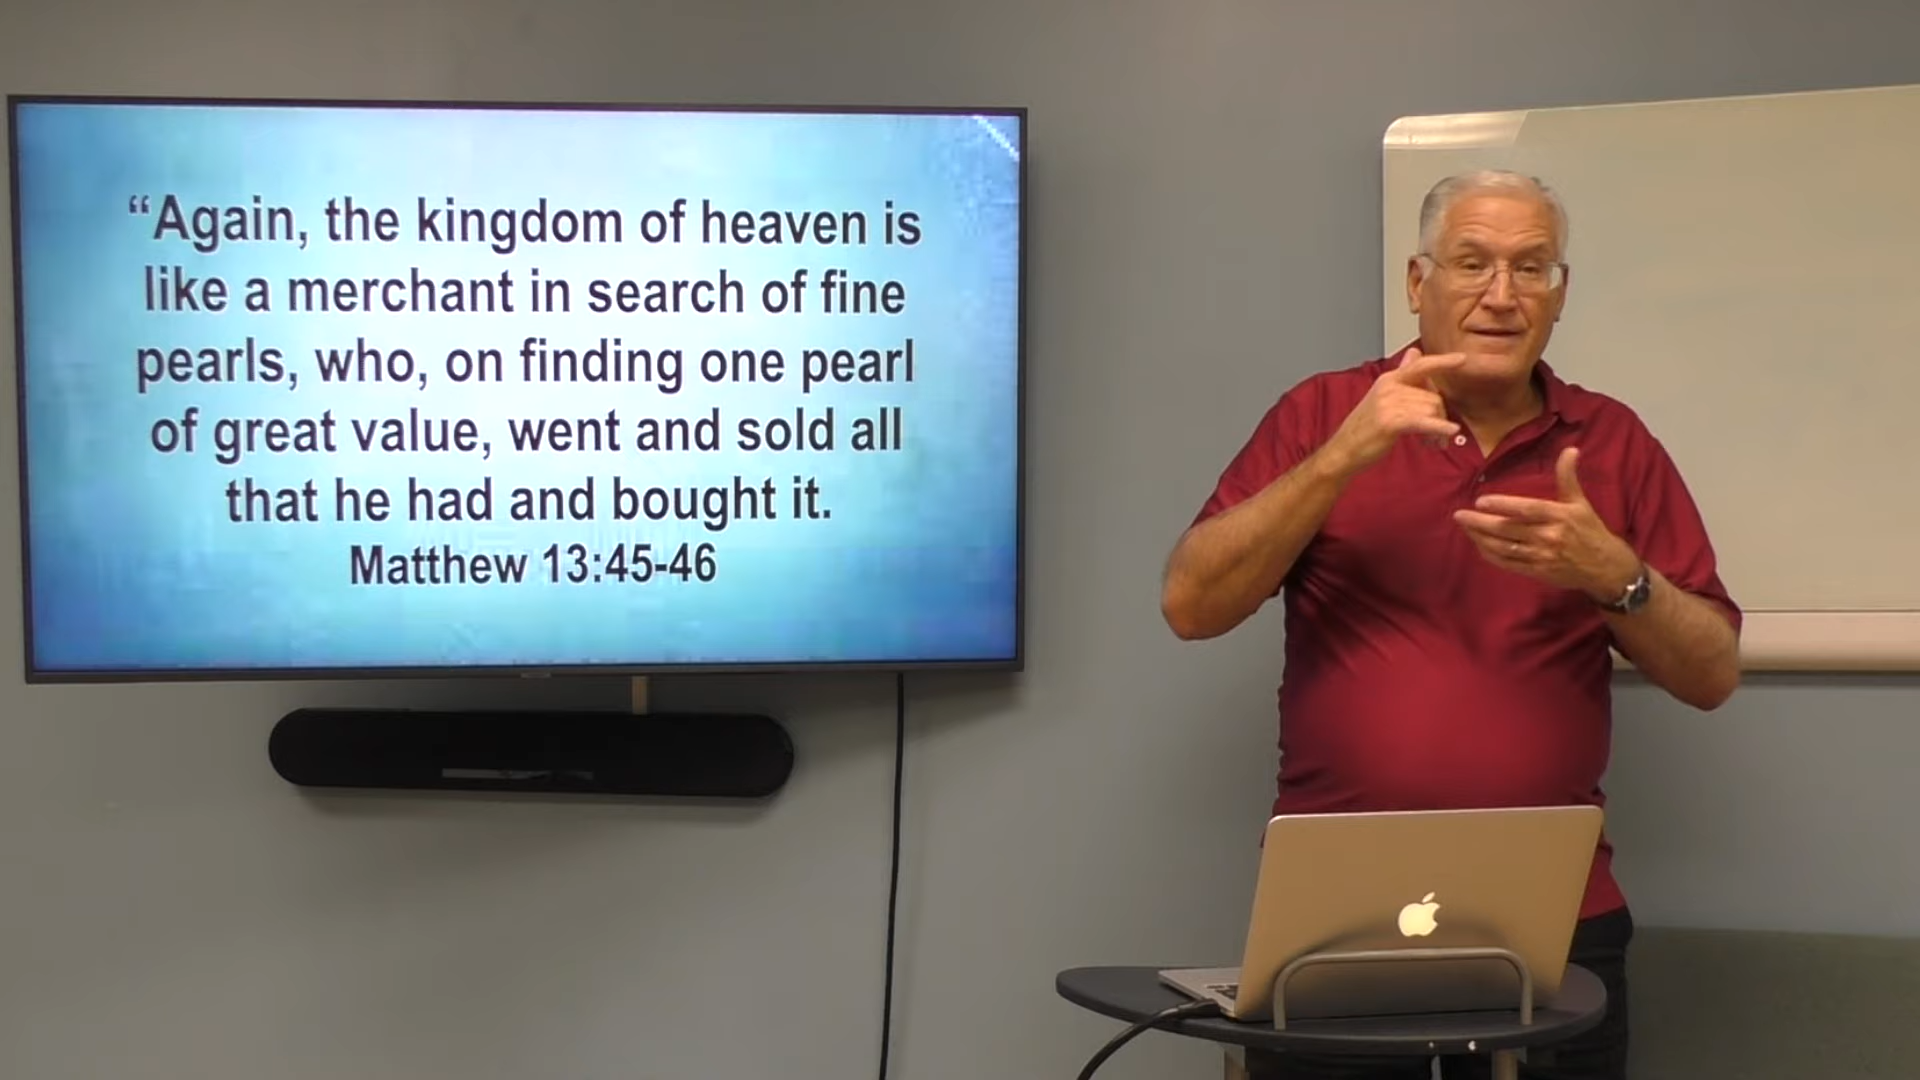 “Again, the kingdom of heaven is
like a merchant in search of fine
pearls, who, on finding one pearl
of great value, went and sold all
that he had and bought it.
Matthew 13:45-46